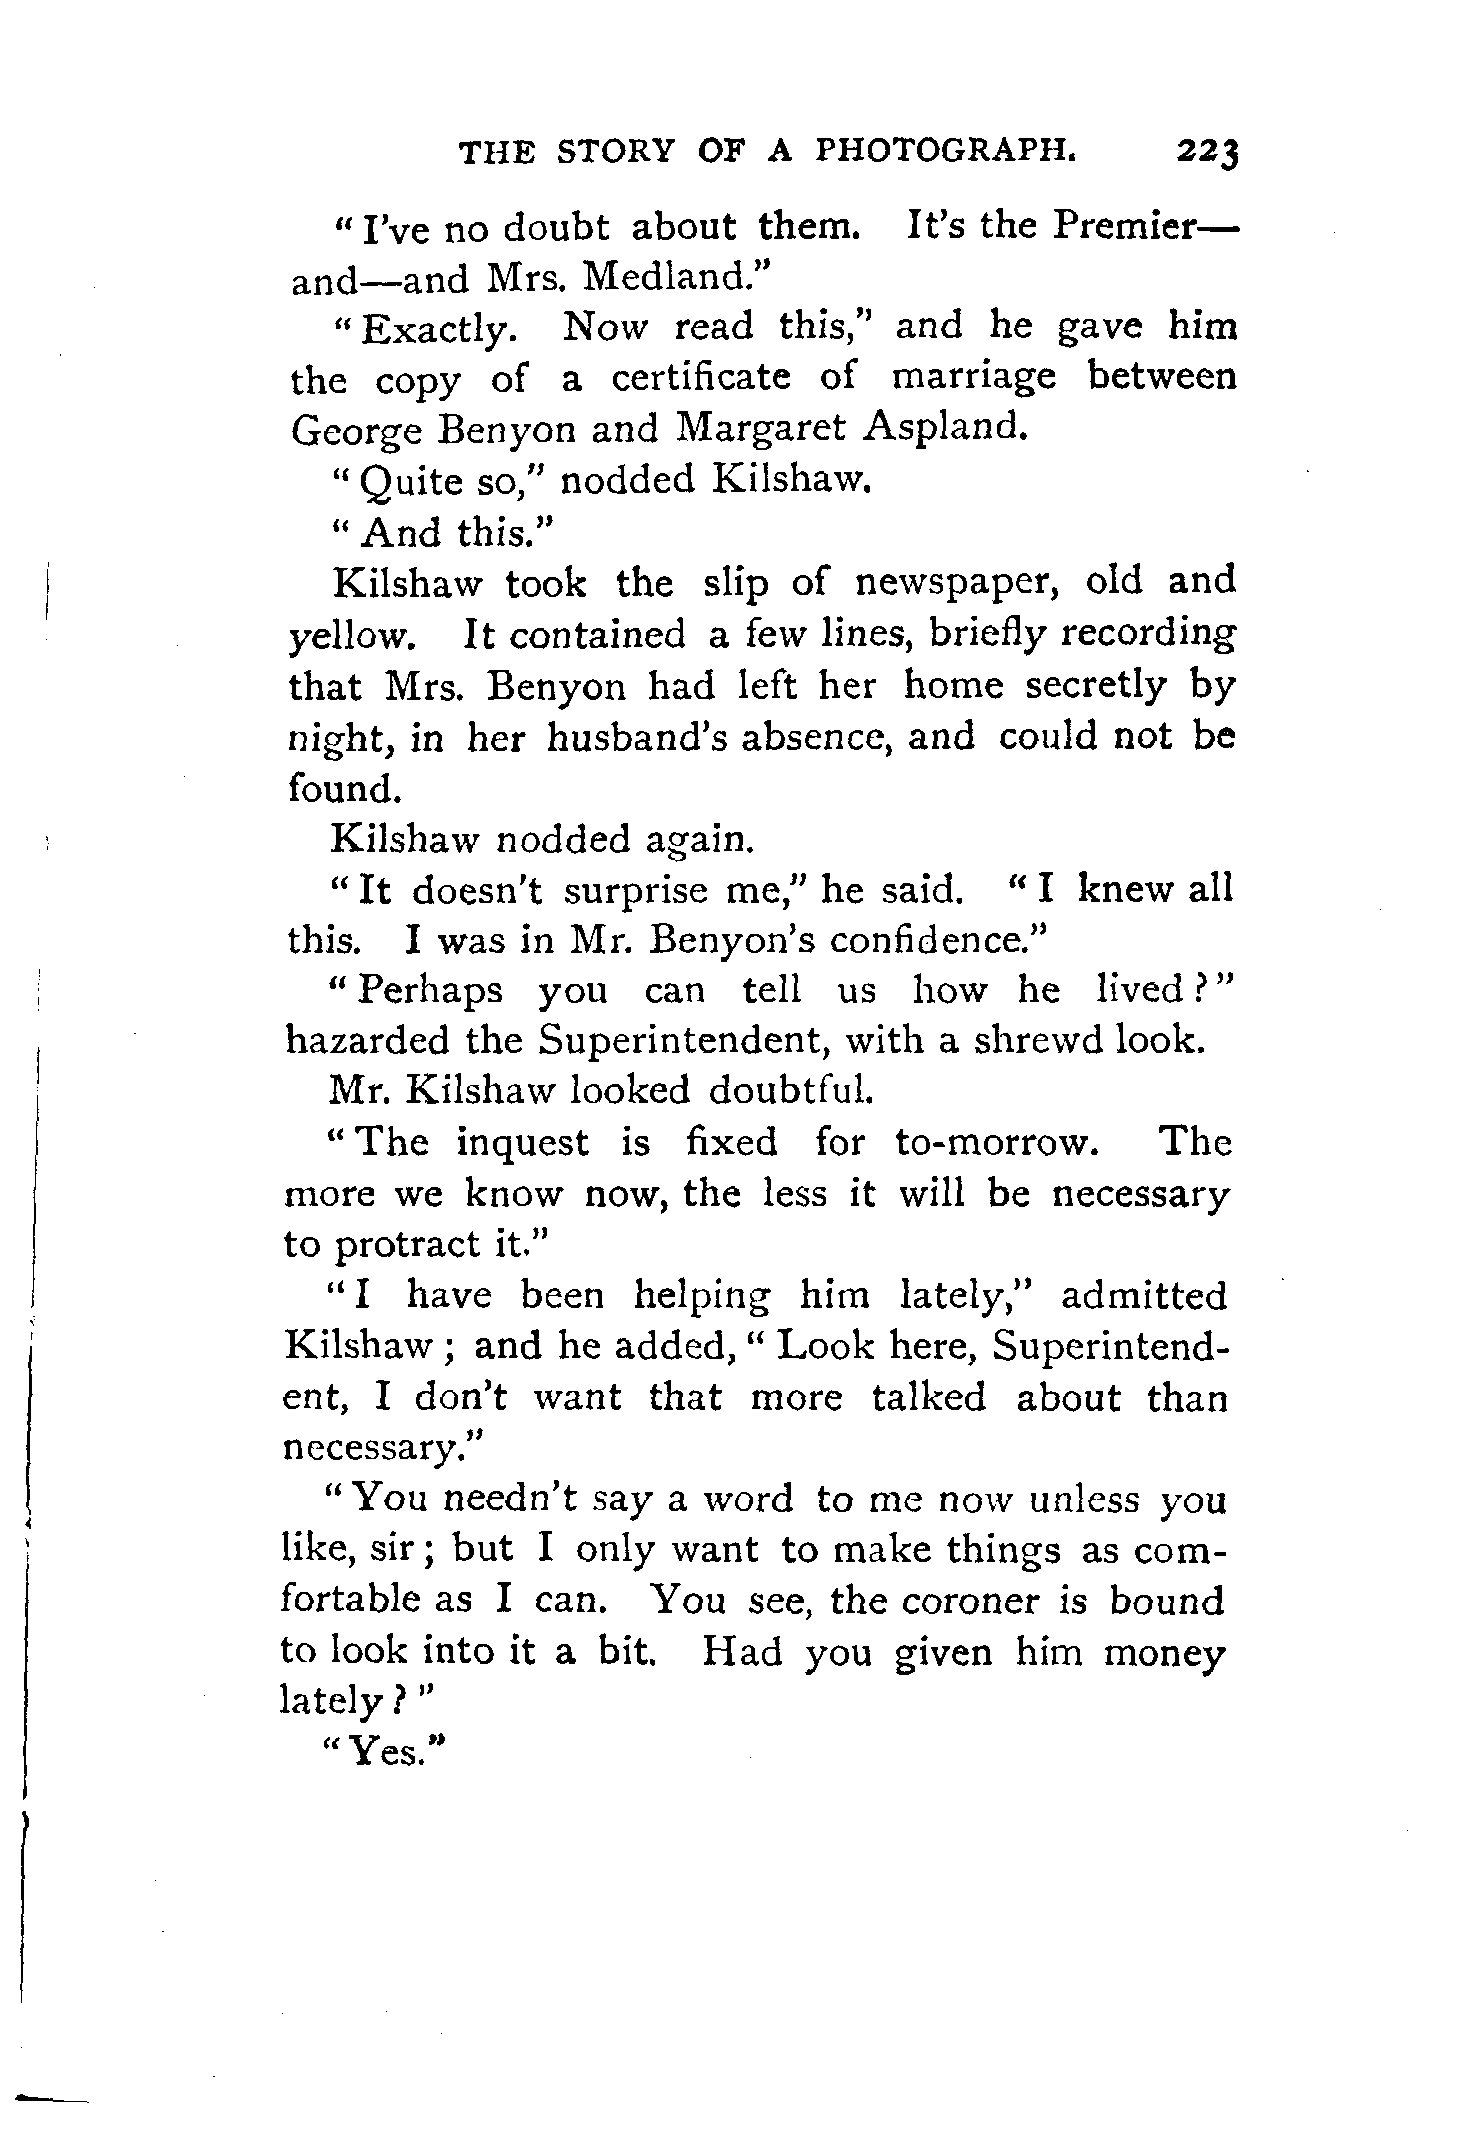 THE STORY OF A PHOTOGRAPH. 223
" I've no doubt about them. It's the Premier—
and—and Mrs. Medland."
" Exactly. Now read this," and he gave him
the copy of a certificate of marriage between
George Benyon and Margaret Aspland.
" Quite so," nodded Kilshaw.
" And this."
Kilshaw took the slip of newspaper, old and
yellow. It contained a few lines, briefly recording
that Mrs. Benyon had left her home secretly by
night, in her husband's absence, and could not be
found.
Kilshaw nodded again.
" It doesn't surprise me," he said. " I knew all
this. I was in Mr. Benyon's confidence."
" Perhaps you can tell us how he lived ? "
hazarded the Superintendent, with a shrewd look.
Mr. Kilshaw looked doubtful.
" The inquest is fixed for to-morrow. The
more we know now, the less it will be necessary
to protract it."
" I have been helping him lately," admitted
Kilshaw ; and he added, " Look here, Superintend-
ent, I don't want that more talked about than
necessary."
" You needn't say a word to me now unless you
like, sir ; but I only want to make things as com-
fortable as I can. You see, the coroner is bound
to look into it a bit. Had you given him money
lately ? "
" Yes."